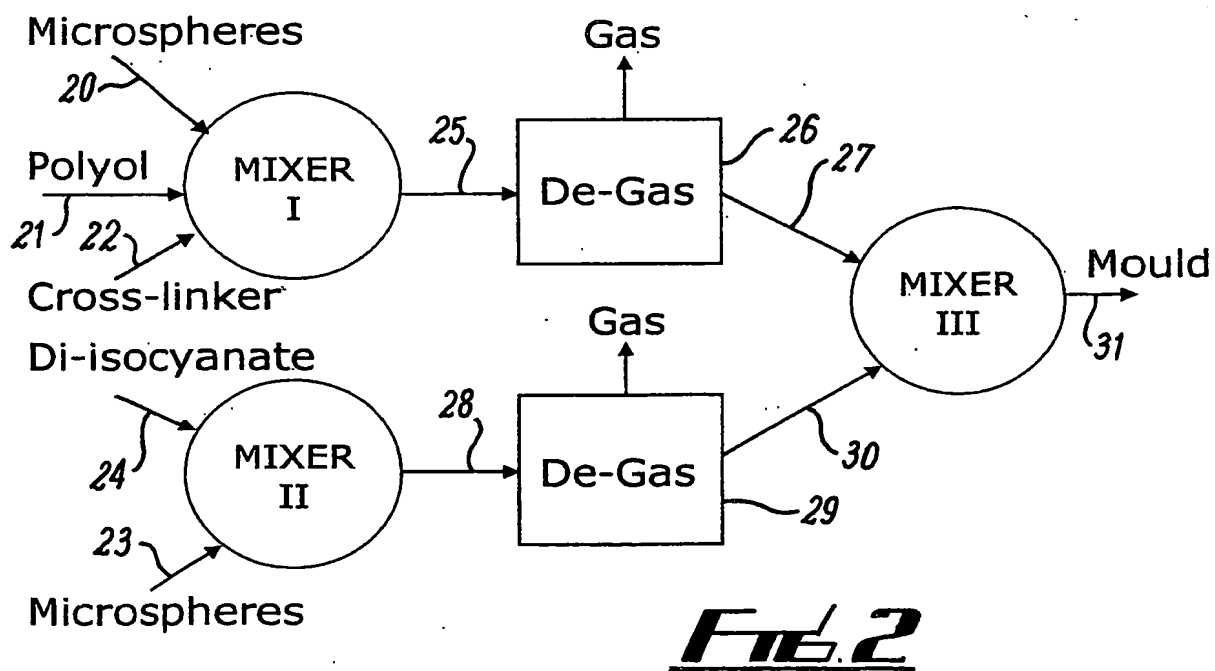 Microspheres
20
Polyol
21
22
Cross-linker
MIXER
I
25
Gas
De-Gas
26
27
Di-isocyanate
24
MIXER
II
23
Microspheres
28
Gas
De-Gas
29
30
MIXER
III
Mould
31
FIG. 2